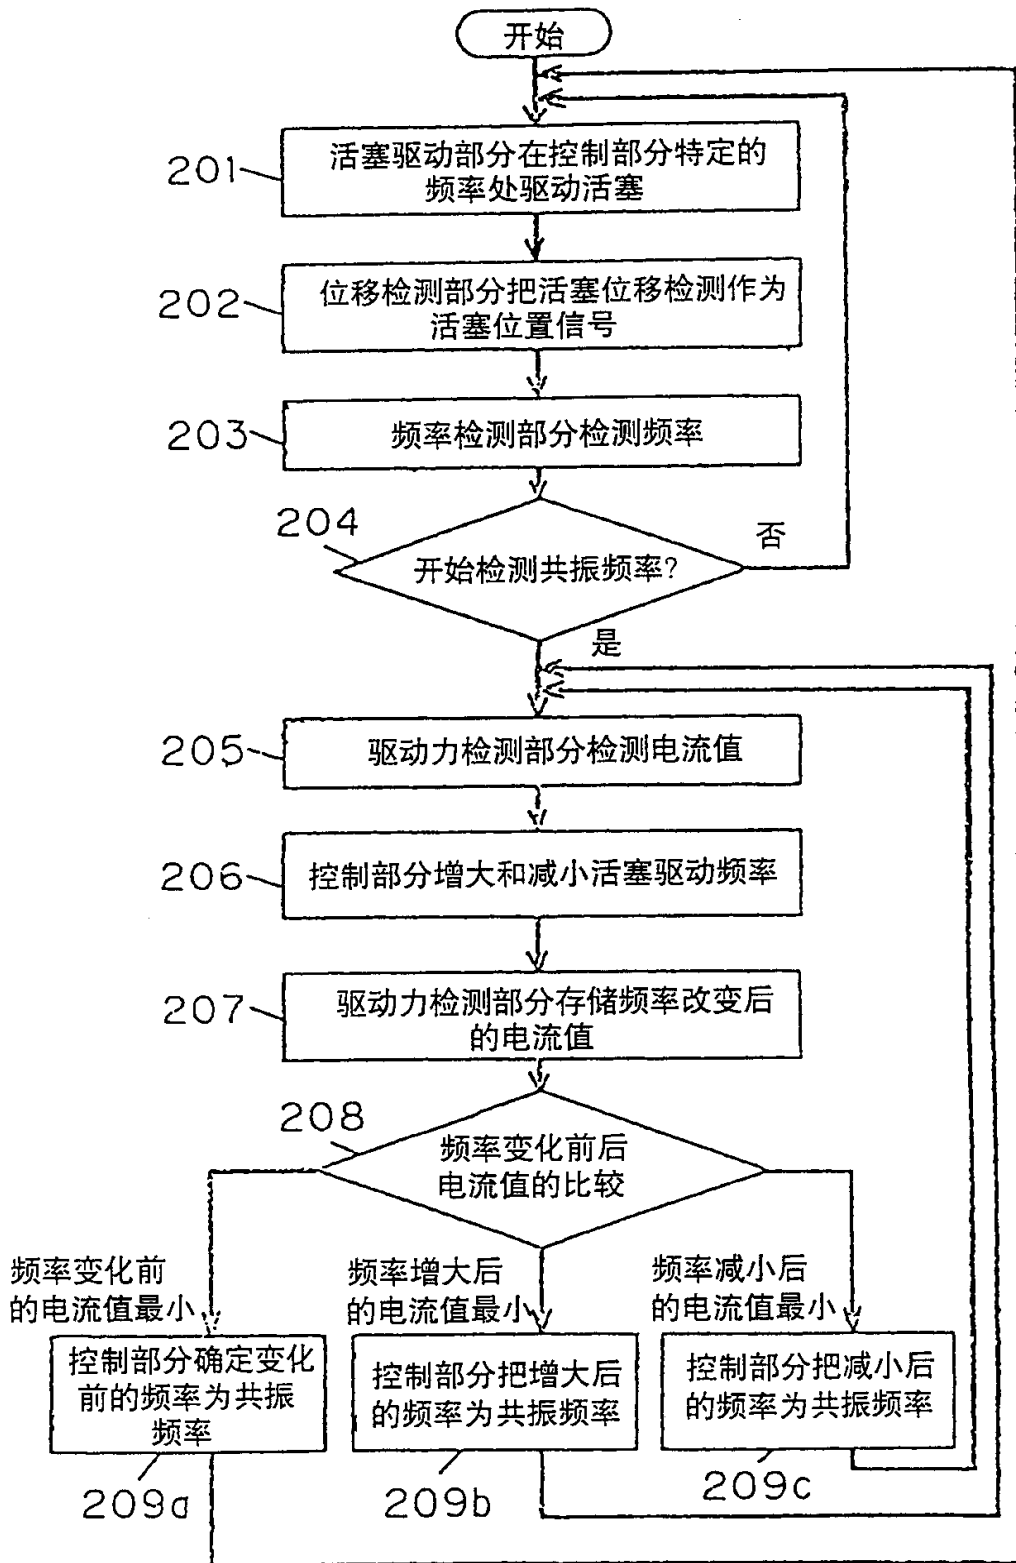 开始
201
活塞驱动部分在控制部分特定的
频率处驱动活塞
202
位移检测部分把活塞位移检测作为
活塞位置信号
203
频率检测部分检测频率
204
开始检测共振频率?
否
是
205
驱动力检测部分检测电流值
206
控制部分增大和减小活塞驱动频率
207
驱动力检测部分存储频率改变后
的电流值
208
频率变化前后
电流值的比较
频率变化前
的电流值最小
频率增大后
的电流值最小
频率减小后
的电流值最小
控制部分确定变化
前的频率为共振
频率
控制部分把增大后
的频率为共振频率
控制部分把减小后
的频率为共振频率
209a
209b
209c